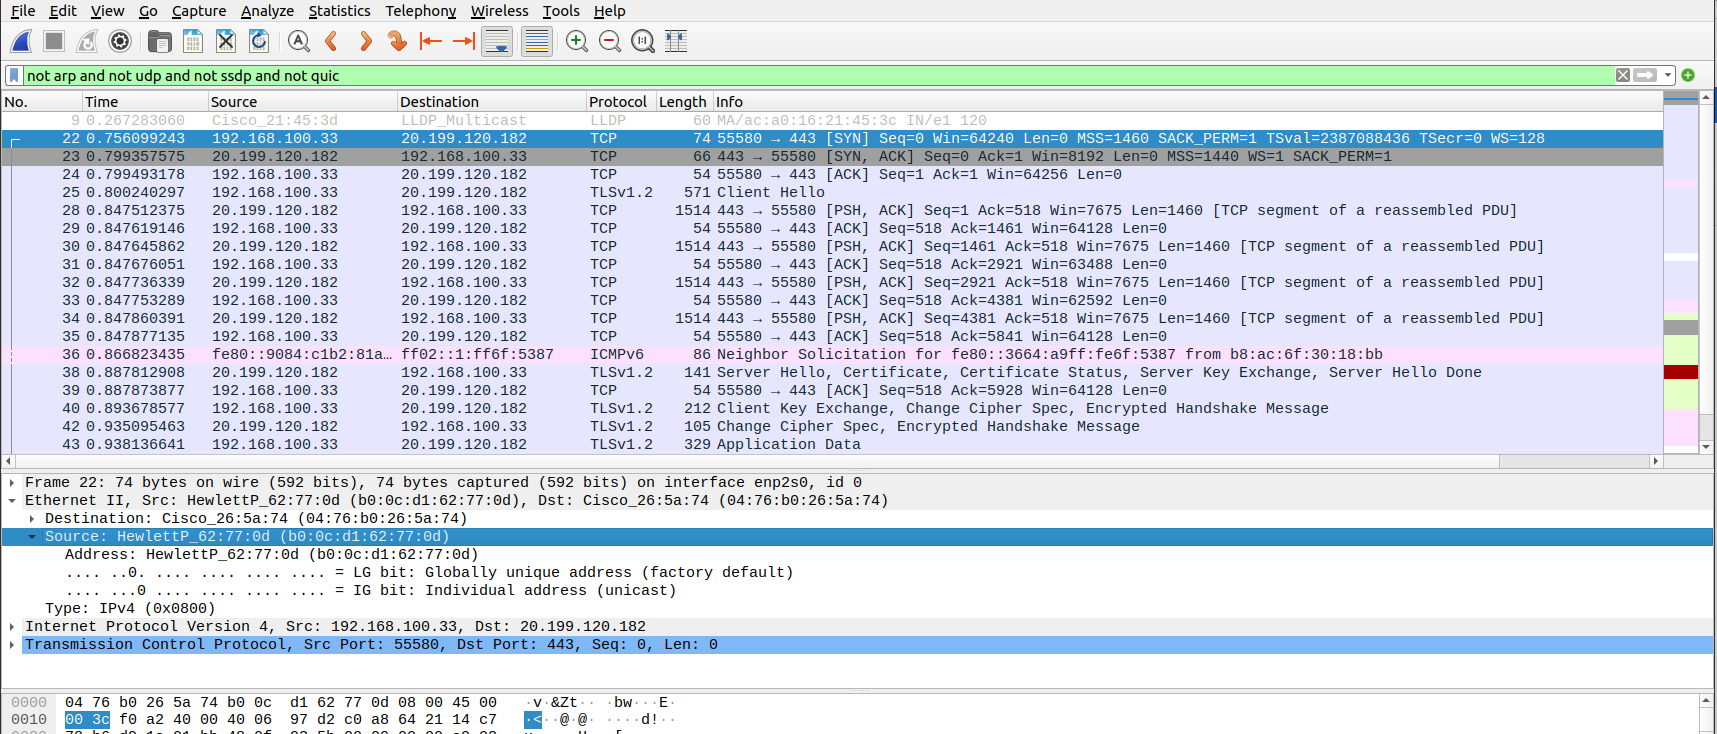 File Edit View Go Capture Analyze Statistics Telephony Wireless Tools Help
not arp and not udp and not ssdp and not quic
No. Time Source Destination Protocol Length Info
9 0.267283060 Cisco_21:45:3d LLDP_Multicast LLDP 60 MA/ac:a0:16:21:45:3c IN/e1 120
22 0.756099243 192.168.100.33 20.199.120.182 TCP 74 55580 → 443 [SYN] Seq=0 Win=64240 Len=0 MSS=1460 SACK_PERM=1 TSval=2387088436 TSecr=0 WS=128
23 0.799357575 20.199.120.182 192.168.100.33 TCP 66 443 → 55580 [SYN, ACK] Seq=0 Ack=1 Win=8192 Len=0 MSS=1440 WS=1 SACK_PERM=1
24 0.799493178 192.168.100.33 20.199.120.182 TCP 54 55580 → 443 [ACK] Seq=1 Ack=1 Win=64256 Len=0
25 0.800240297 192.168.100.33 20.199.120.182 TLSv1.2 571 Client Hello
28 0.847512375 20.199.120.182 192.168.100.33 TCP 1514 443 → 55580 [PSH, ACK] Seq=1 Ack=518 Win=7675 Len=1460 [TCP segment of a reassembled PDU]
29 0.847619146 192.168.100.33 20.199.120.182 TCP 54 55580 → 443 [ACK] Seq=518 Ack=1461 Win=64128 Len=0
30 0.847645862 20.199.120.182 192.168.100.33 TCP 1514 443 → 55580 [PSH, ACK] Seq=1461 Ack=518 Win=7675 Len=1460 [TCP segment of a reassembled PDU]
31 0.847676051 192.168.100.33 20.199.120.182 TCP 54 55580 → 443 [ACK] Seq=518 Ack=2921 Win=63488 Len=0
32 0.847736339 20.199.120.182 192.168.100.33 TCP 1514 443 → 55580 [PSH, ACK] Seq=2921 Ack=518 Win=7675 Len=1460 [TCP segment of a reassembled PDU]
33 0.847753289 192.168.100.33 20.199.120.182 TCP 54 55580 → 443 [ACK] Seq=518 Ack=4381 Win=62592 Len=0
34 0.847860391 20.199.120.182 192.168.100.33 TCP 1514 443 → 55580 [PSH, ACK] Seq=4381 Ack=518 Win=7675 Len=1460 [TCP segment of a reassembled PDU]
35 0.847877135 192.168.100.33 20.199.120.182 TCP 54 55580 → 443 [ACK] Seq=518 Ack=5841 Win=64128 Len=0
36 0.866823435 fe80::9084:c1b2:81a… ff02::1:ff6f:5387 ICMPv6 86 Neighbor Solicitation for fe80::3664:a9ff:fe6f:5387 from b8:ac:6f:30:18:bb
38 0.887812908 20.199.120.182 192.168.100.33 TLSv1.2 141 Server Hello, Certificate, Certificate Status, Server Key Exchange, Server Hello Done
39 0.887873877 192.168.100.33 20.199.120.182 TCP 54 55580 → 443 [ACK] Seq=518 Ack=5928 Win=64128 Len=0
40 0.893678577 192.168.100.33 20.199.120.182 TLSv1.2 212 Client Key Exchange, Change Cipher Spec, Encrypted Handshake Message
42 0.935095463 20.199.120.182 192.168.100.33 TLSv1.2 105 Change Cipher Spec, Encrypted Handshake Message
43 0.938136641 192.168.100.33 20.199.120.182 TLSv1.2 329 Application Data
Frame 22: 74 bytes on wire (592 bits), 74 bytes captured (592 bits) on interface enp2s0, id 0
Ethernet II, Src: HewlettP_62:77:0d (b0:0c:d1:62:77:0d), Dst: Cisco_26:5a:74 (04:76:b0:26:5a:74)
Destination: Cisco_26:5a:74 (04:76:b0:26:5a:74)
Source: HewlettP_62:77:0d (b0:0c:d1:62:77:0d)
Address: HewlettP_62:77:0d (b0:0c:d1:62:77:0d)
.... ..0. .... .... .... .... = LG bit: Globally unique address (factory default)
.... ...0 .... .... .... .... = IG bit: Individual address (unicast)
Type: IPv4 (0x0800)
Internet Protocol Version 4, Src: 192.168.100.33, Dst: 20.199.120.182
Transmission Control Protocol, Src Port: 55580, Dst Port: 443, Seq: 0, Len: 0
0000 04 76 b0 26 5a 74 b0 0c d1 62 77 0d 08 00 45 00 ·v·&Zt·· ·bw···E·
0010 00 3c f0 a2 40 00 40 06 97 d2 c0 a8 64 21 14 c7 ·<··@·@· ····d!··